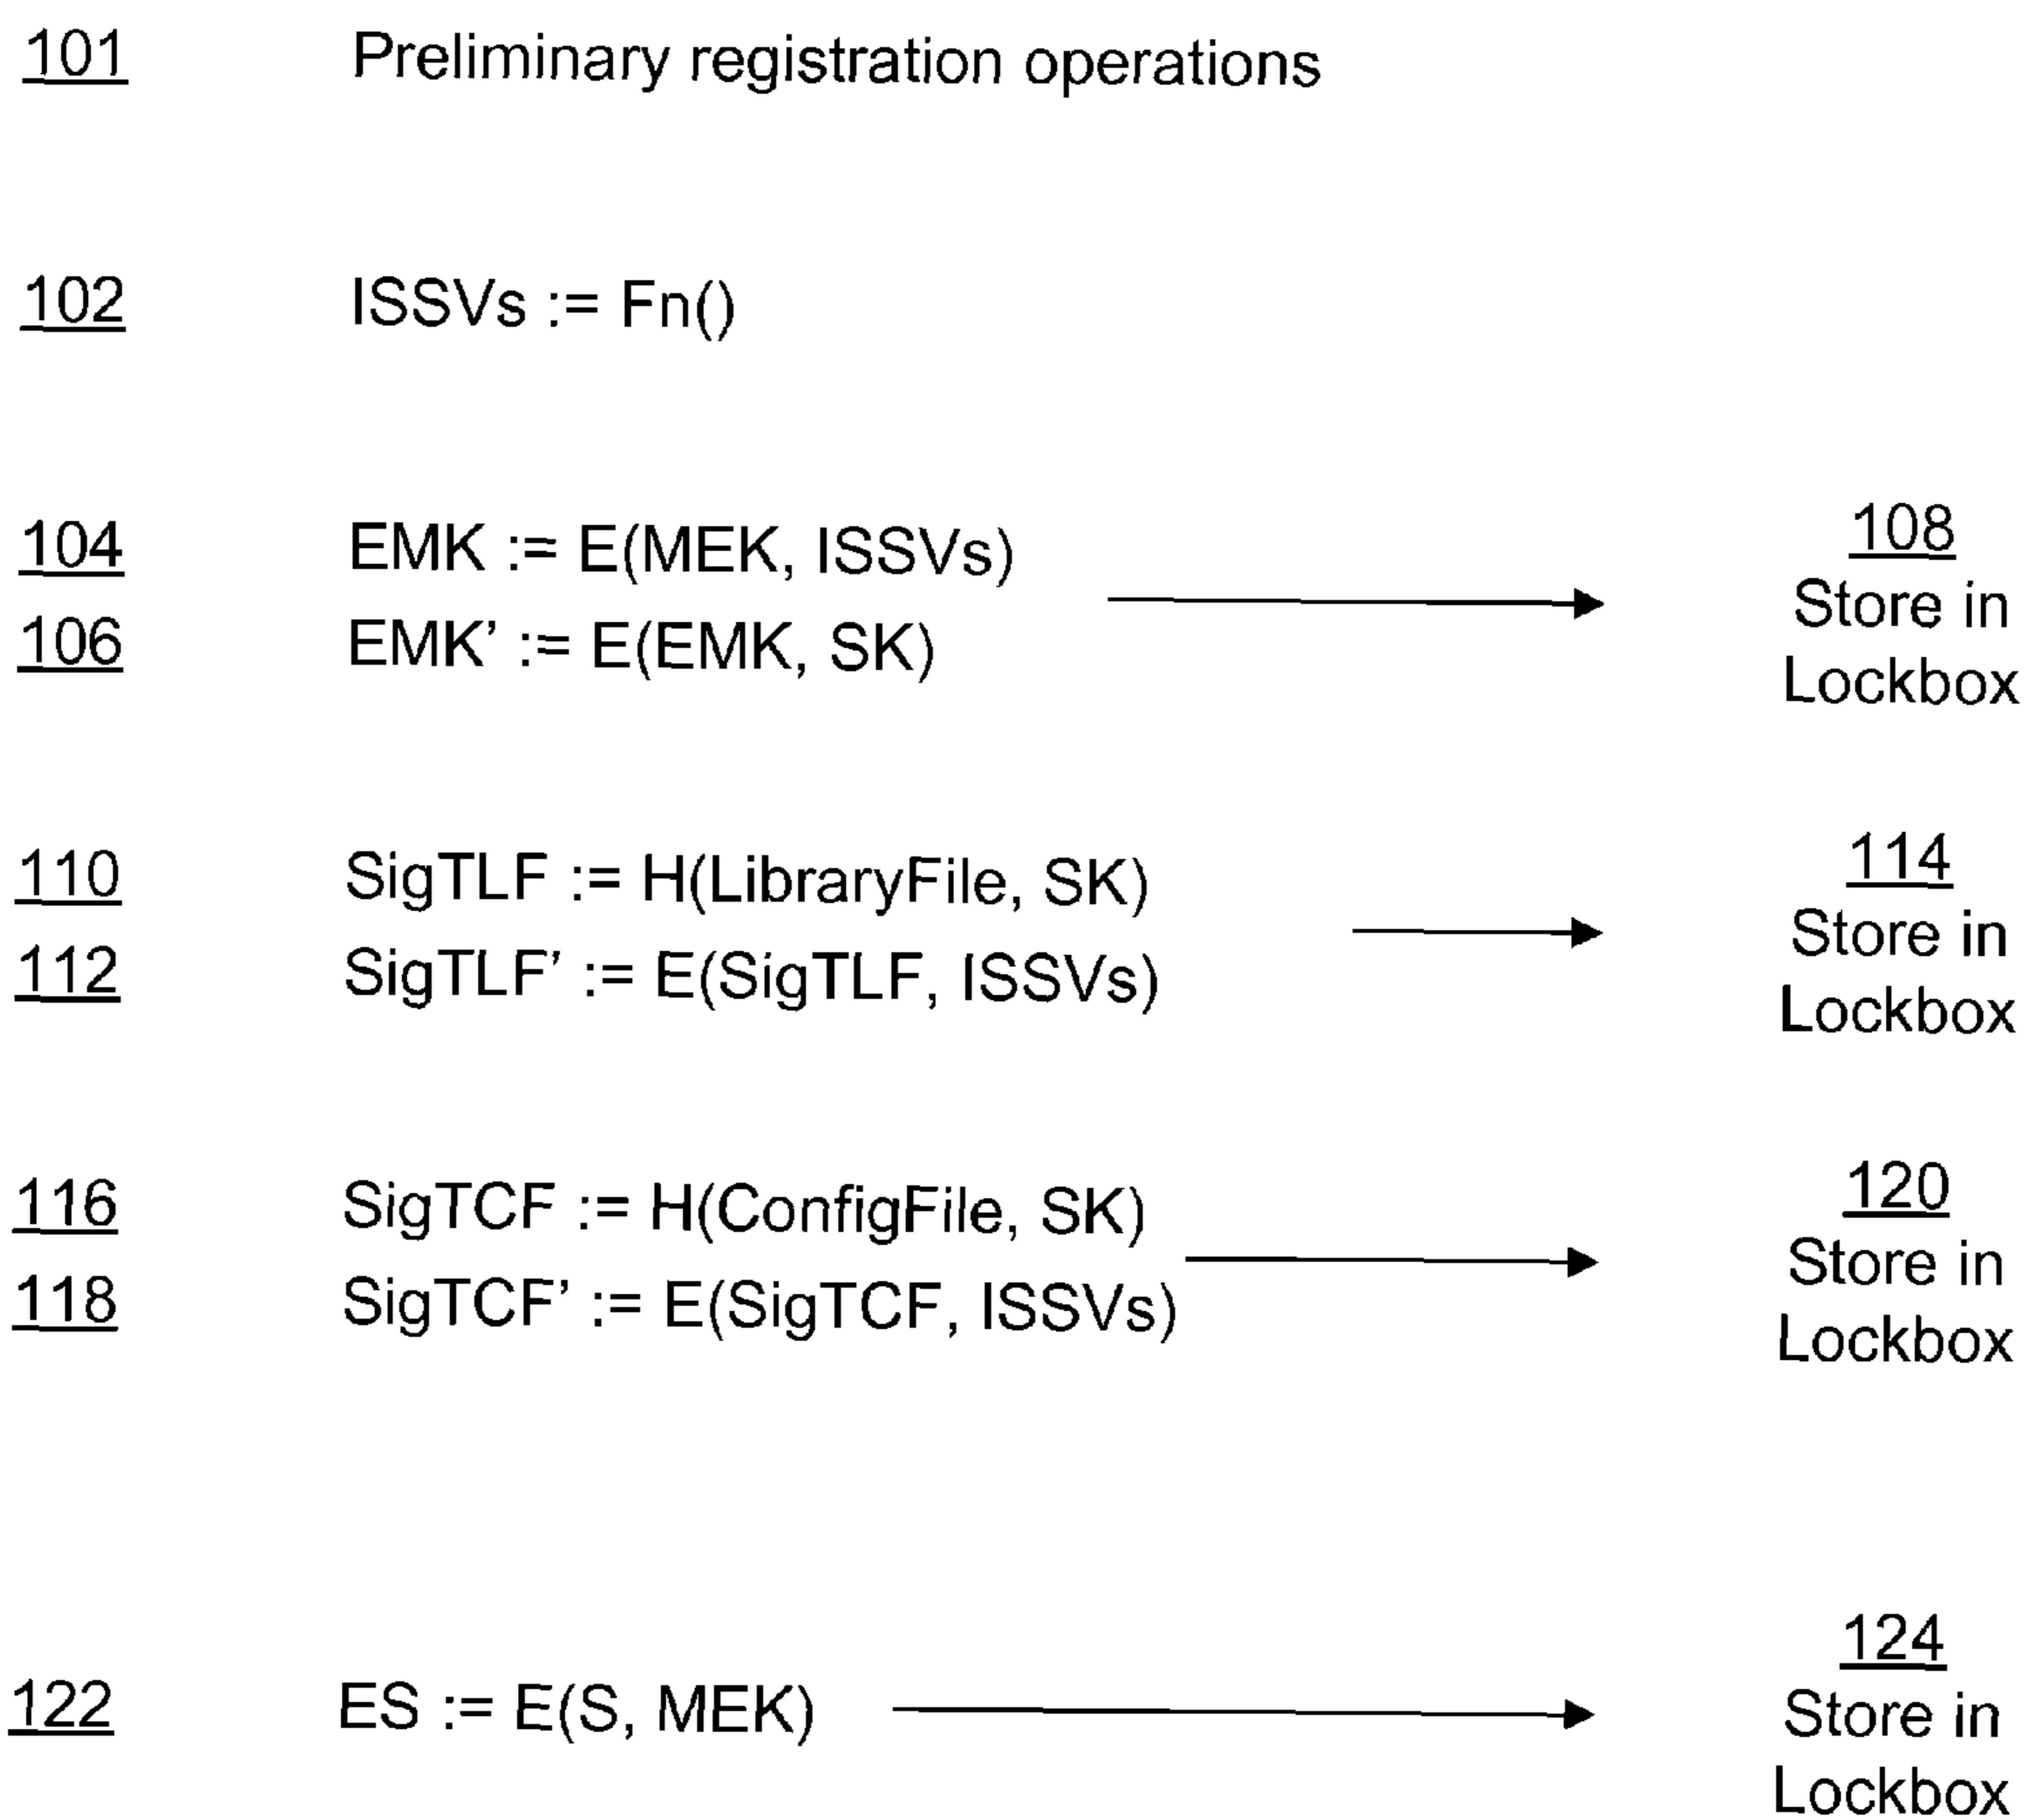 101 Preliminary registration operations
102 ISSVs := Fn()
104 EMK := E(MEK, ISSVs)
106 EMK’ := E(EMK, SK)
108
Store in
Lockbox
110 SigTLF := H(LibraryFile, SK)
112 SigTLF’ := E(SigTLF, ISSVs)
114
Store in
Lockbox
116 SigTCF := H(ConfigFile, SK)
118 SigTCF’ := E(SigTCF, ISSVs)
120
Store in
Lockbox
122 ES := E(S, MEK)
124
Store in
Lockbox